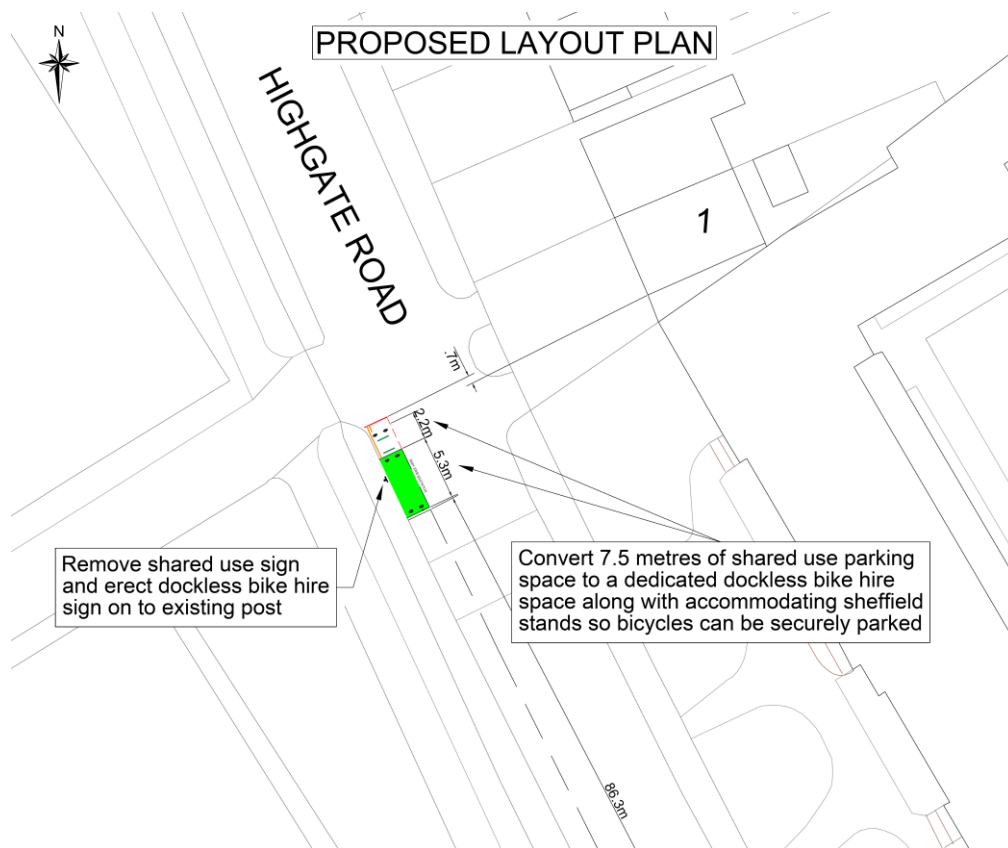 N
PROPOSED LAYOUT PLAN
HIGHGATE ROAD
1
.7m
2.2m
5.3m
Remove shared use sign
and erect dockless bike hire
sign on to existing post
Convert 7.5 metres of shared use parking
space to a dedicated dockless bike hire
space along with accommodating sheffield
stands so bicycles can be securely parked
86.3m